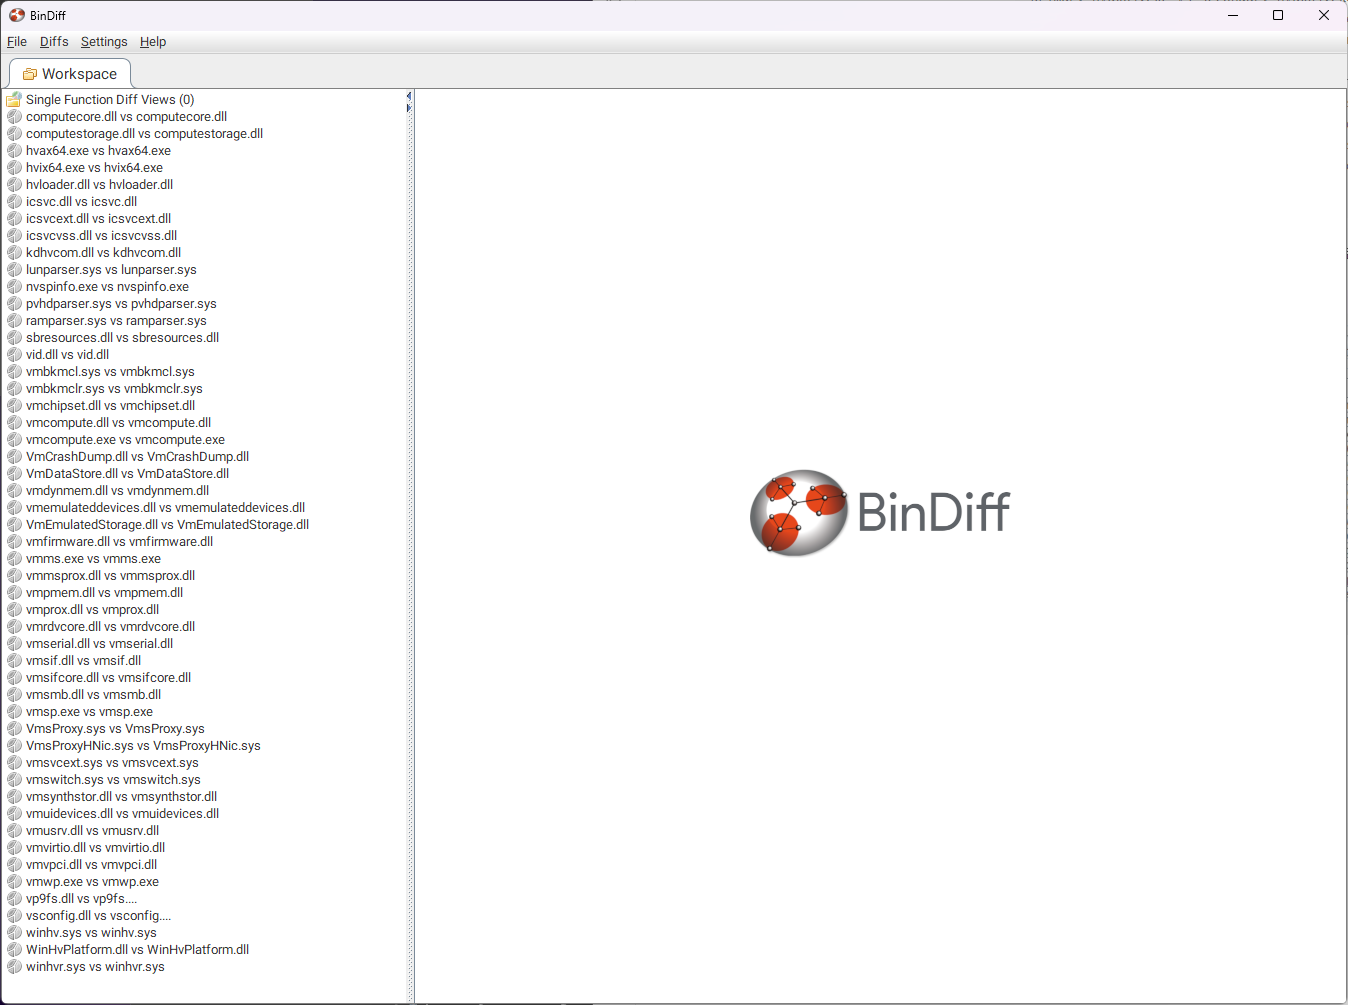 BinDiff
File Diffs Settings Help
Workspace
Single Function Diff Views (0)
computecore.dll vs computecore.dll
computestorage.dll vs computestorage.dll
hvax64.exe vs hvax64.exe
hvix64.exe vs hvix64.exe
hvloader.dll vs hvloader.dll
icsvc.dll vs icsvc.dll
icsvcext.dll vs icsvcext.dll
icsvcvss.dll vs icsvcvss.dll
kdhvcom.dll vs kdhvcom.dll
lunparser.sys vs lunparser.sys
nvspinfo.exe vs nvspinfo.exe
pvhdparser.sys vs pvhdparser.sys
ramparser.sys vs ramparser.sys
sbresources.dll vs sbresources.dll
vid.dll vs vid.dll
vmbkmcl.sys vs vmbkmcl.sys
vmbkmclr.sys vs vmbkmclr.sys
vmchipset.dll vs vmchipset.dll
vmcompute.dll vs vmcompute.dll
vmcompute.exe vs vmcompute.exe
VmCrashDump.dll vs VmCrashDump.dll
VmDataStore.dll vs VmDataStore.dll
vmdynmem.dll vs vmdynmem.dll
vmemulateddevices.dll vs vmemulateddevices.dll
VmEmulatedStorage.dll vs VmEmulatedStorage.dll
vmfirmware.dll vs vmfirmware.dll
vmms.exe vs vmms.exe
vmmsprox.dll vs vmmsprox.dll
vmpmem.dll vs vmpmem.dll
vmprox.dll vs vmprox.dll
vmrdvcore.dll vs vmrdvcore.dll
vmserial.dll vs vmserial.dll
vmsif.dll vs vmsif.dll
vmsifcore.dll vs vmsifcore.dll
vmsmb.dll vs vmsmb.dll
vmsp.exe vs vmsp.exe
VmsProxy.sys vs VmsProxy.sys
VmsProxyHNic.sys vs VmsProxyHNic.sys
vmsvcext.sys vs vmsvcext.sys
vmswitch.sys vs vmswitch.sys
vmsynthstor.dll vs vmsynthstor.dll
vmuidevices.dll vs vmuidevices.dll
vmusrv.dll vs vmusrv.dll
vmvirtio.dll vs vmvirtio.dll
vmvpci.dll vs vmvpci.dll
vmwp.exe vs vmwp.exe
vp9fs.dll vs vp9fs....
vsconfig.dll vs vsconfig....
winhv.sys vs winhv.sys
WinHvPlatform.dll vs WinHvPlatform.dll
winhvr.sys vs winhvr.sys
BinDiff